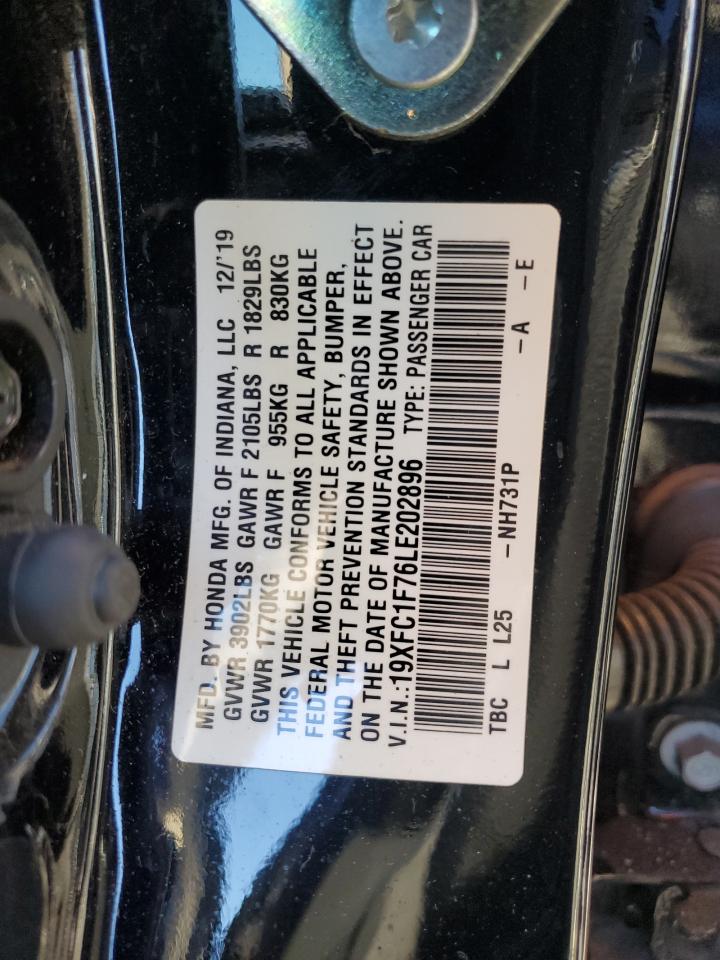 MFD. BY HONDA MFG. OF INDIANA, LLC 12/'19
GVWR 3902LBS GAWR F 2105LBS R 1829LBS
GVWR 1770KG GAWR F 955KG R 830KG
THIS VEHICLE CONFORMS TO ALL APPLICABLE
FEDERAL MOTOR VEHICLE SAFETY, BUMPER,
AND THEFT PREVENTION STANDARDS IN EFFECT
ON THE DATE OF MANUFACTURE SHOWN ABOVE.
V.I.N.:19XFC1F76LE202896 TYPE: PASSENGER CAR
TBC L L25 -NH731P -A -E